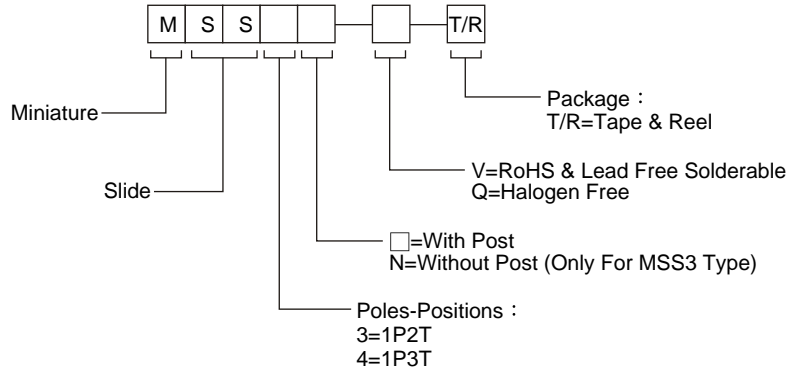 M S S T/R
Miniature
Package：
T/R=Tape & Reel
Slide
V=RoHS & Lead Free Solderable
Q=Halogen Free
□=With Post
N=Without Post (Only For MSS3 Type)
Poles-Positions：
3=1P2T
4=1P3T